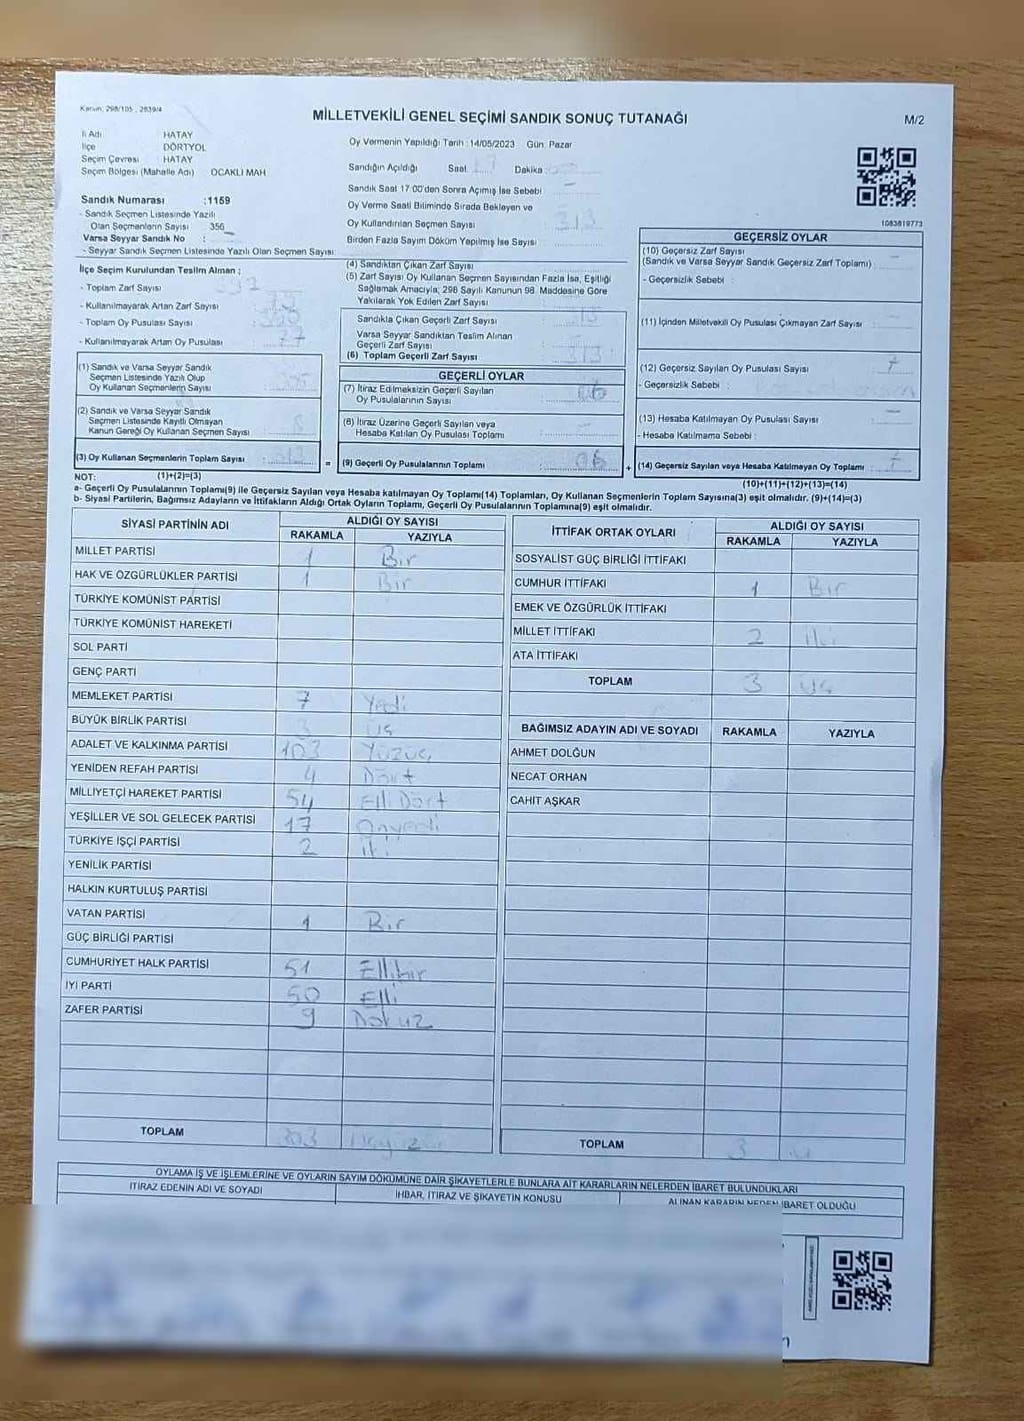 Kanun: 298/105 , 2839/4
MİLLETVEKİLİ GENEL SEÇİMİ SANDIK SONUÇ TUTANAĞI
M/2
İl Adı HATAY
İlçe DÖRTYOL
Seçim Çevresi HATAY
Seçim Bölgesi (Mahalle Adı) OCAKLI MAH
Oy Vermenin Yapıldığı Tarih : 14/05/2023 Gün: Pazar
Sandığın Açıldığı Saat 17 Dakika
Sandık Saat 17:00'den Sonra Açılmış İse Sebebi
Oy Verme Saati Bitiminde Sırada Bekleyen ve
Oy Kullandırılan Seçmen Sayısı 313
Birden Fazla Sayım Döküm Yapılmış İse Sayısı
Sandık Numarası :1159
- Sandık Seçmen Listesinde Yazılı
Olan Seçmenlerin Sayısı 356
Varsa Seyyar Sandık No :
- Seyyar Sandık Seçmen Listesinde Yazılı Olan Seçmen Sayısı
1083819773
İlçe Seçim Kurulundan Teslim Alınan ;
- Toplam Zarf Sayısı
- Kullanılmayarak Artan Zarf Sayısı
- Toplam Oy Pusulası Sayısı
- Kullanılmayarak Artan Oy Pusulası 77
(1) Sandık ve Varsa Seyyar Sandık
Seçmen Listesinde Yazılı Olup
Oy Kullanan Seçmenlerin Sayısı
(2) Sandık ve Varsa Seyyar Sandık
Seçmen Listesinde Kayıtlı Olmayan
Kanun Gereği Oy Kullanan Seçmen Sayısı 8
(3) Oy Kullanan Seçmenlerin Toplam Sayısı 313
(1)+(2)=(3)
(4) Sandıktan Çıkan Zarf Sayısı
(5) Zarf Sayısı Oy Kullanan Seçmen Sayısından Fazla İse, Eşitliği
Sağlamak Amacıyla; 298 Sayılı Kanunun 98. Maddesine Göre
Yakılarak Yok Edilen Zarf Sayısı
Sandıkta Çıkan Geçerli Zarf Sayısı 313
Varsa Seyyar Sandıktan Teslim Alınan
Geçerli Zarf Sayısı
(6) Toplam Geçerli Zarf Sayısı 313
GEÇERLİ OYLAR
(7) İtiraz Edilmeksizin Geçerli Sayılan
Oy Pusulalarının Sayısı
(8) İtiraz Üzerine Geçerli Sayılan veya
Hesaba Katılan Oy Pusulası Toplamı
= (9) Geçerli Oy Pusulalarının Toplamı
GEÇERSİZ OYLAR
(10) Geçersiz Zarf Sayısı
(Sandık ve Varsa Seyyar Sandık Geçersiz Zarf Toplamı)
- Geçersizlik Sebebi :
(11) İçinden Milletvekili Oy Pusulası Çıkmayan Zarf Sayısı
(12) Geçersiz Sayılan Oy Pusulası Sayısı 7
- Geçersizlik Sebebi :
(13) Hesaba Katılmayan Oy Pusulası Sayısı
- Hesaba Katılmama Sebebi :
+ (14) Geçersiz Sayılan veya Hesaba Katılmayan Oy Toplamı 7
(10)+(11)+(12)+(13)=(14)
NOT:
a- Geçerli Oy Pusulalarının Toplamı(9) ile Geçersiz Sayılan veya Hesaba katılmayan Oy Toplamı(14) Toplamları, Oy Kullanan Seçmenlerin Toplam Sayısına(3) eşit olmalıdır. (9)+(14)=(3)
b- Siyasi Partilerin, Bağımsız Adayların ve İttifakların Aldığı Ortak Oyların Toplamı, Geçerli Oy Pusulalarının Toplamına(9) eşit olmalıdır.
SİYASİ PARTİNİN ADI ALDIĞI OY SAYISI
RAKAMLA YAZIYLA
MİLLET PARTİSİ 1 Bir
HAK VE ÖZGÜRLÜKLER PARTİSİ 1 Bir
TÜRKİYE KOMÜNİST PARTİSİ
TÜRKİYE KOMÜNİST HAREKETİ
SOL PARTİ
GENÇ PARTİ
MEMLEKET PARTİSİ 7 Yedi
BÜYÜK BİRLİK PARTİSİ 3 Üç
ADALET VE KALKINMA PARTİSİ 103 Yüzüç
YENİDEN REFAH PARTİSİ 4 Dört
MİLLİYETÇİ HAREKET PARTİSİ 54 Elli Dört
YEŞİLLER VE SOL GELECEK PARTİSİ 17 Onyedi
TÜRKİYE İŞÇİ PARTİSİ 2 iki
YENİLİK PARTİSİ
HALKIN KURTULUŞ PARTİSİ
VATAN PARTİSİ 1 Bir
GÜÇ BİRLİĞİ PARTİSİ
CUMHURİYET HALK PARTİSİ 51 Ellibir
İYİ PARTİ 50 Elli
ZAFER PARTİSİ 9 Dokuz
TOPLAM 303
İTTİFAK ORTAK OYLARI ALDIĞI OY SAYISI
RAKAMLA YAZIYLA
SOSYALİST GÜÇ BİRLİĞİ İTTİFAKI
CUMHUR İTTİFAKI 1 Bir
EMEK VE ÖZGÜRLÜK İTTİFAKI
MİLLET İTTİFAKI 2 iki
ATA İTTİFAKI
TOPLAM 3 Üç
BAĞIMSIZ ADAYIN ADI VE SOYADI RAKAMLA YAZIYLA
AHMET DOLĞUN
NECAT ORHAN
CAHİT AŞKAR
TOPLAM 3
OYLAMA İŞ VE İŞLEMLERİNE VE OYLARIN SAYIM DÖKÜMÜNE DAİR ŞİKAYETLERLE BUNLARA AİT KARARLARIN NELERDEN İBARET BULUNDUKLARI
İTİRAZ EDENİN ADI VE SOYADI İHBAR, İTİRAZ VE ŞİKAYETİN KONUSU ALINAN KARARIN NEDEN İBARET OLDUĞU